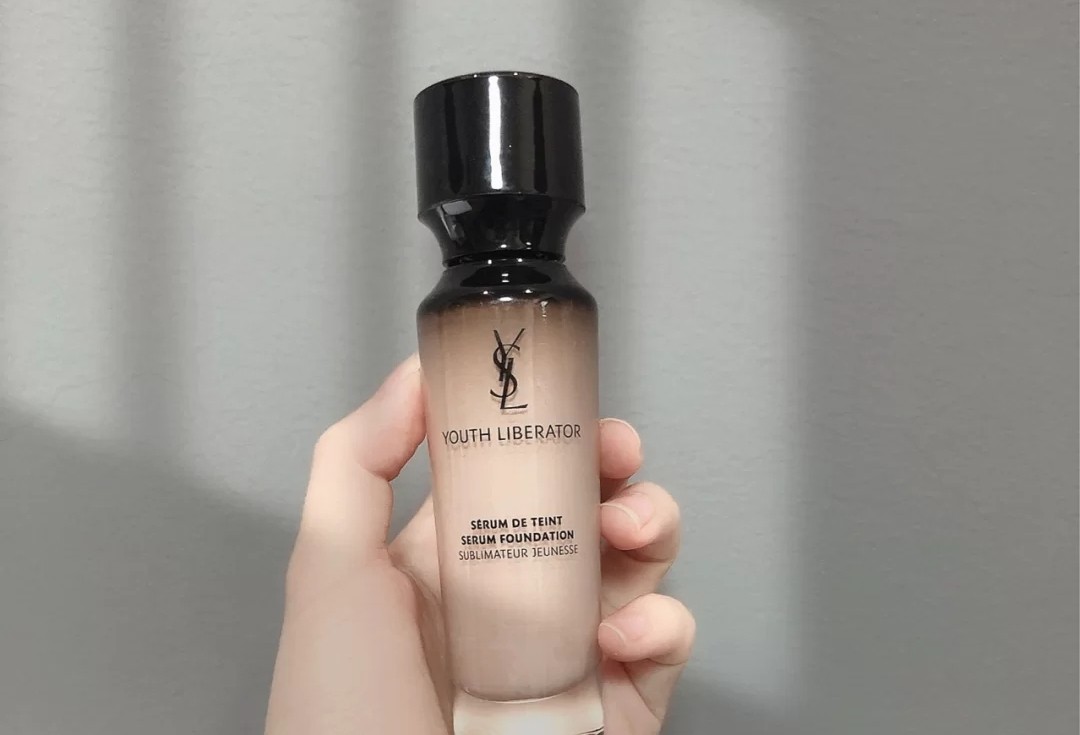 YSL
YOUTH LIBERATOR
SÉRUM DE TEINT
SERUM FOUNDATION
SUBLIMATEUR JEUNESSE